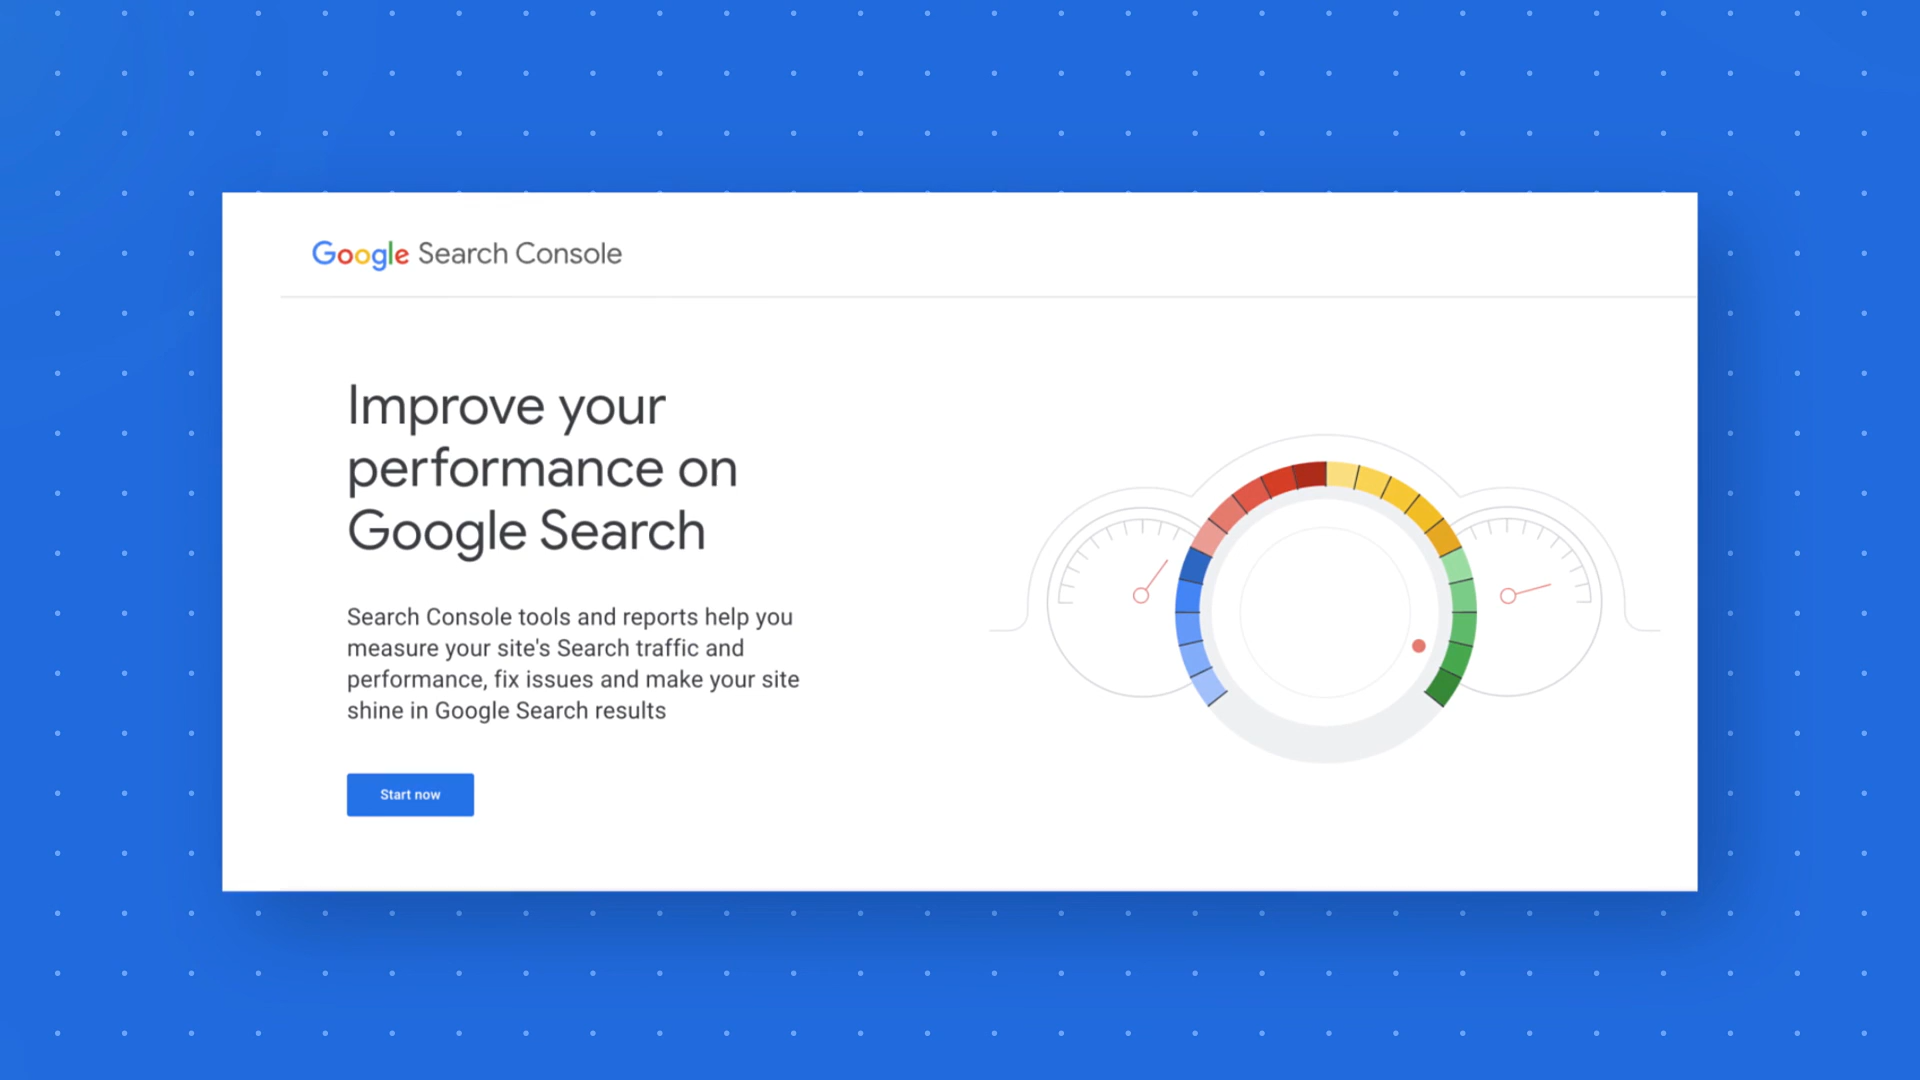 Google Search Console
Improve your
performance on
Google Search
Search Console tools and reports help you
measure your site's Search traffic and
performance, fix issues and make your site
shine in Google Search results
Start now